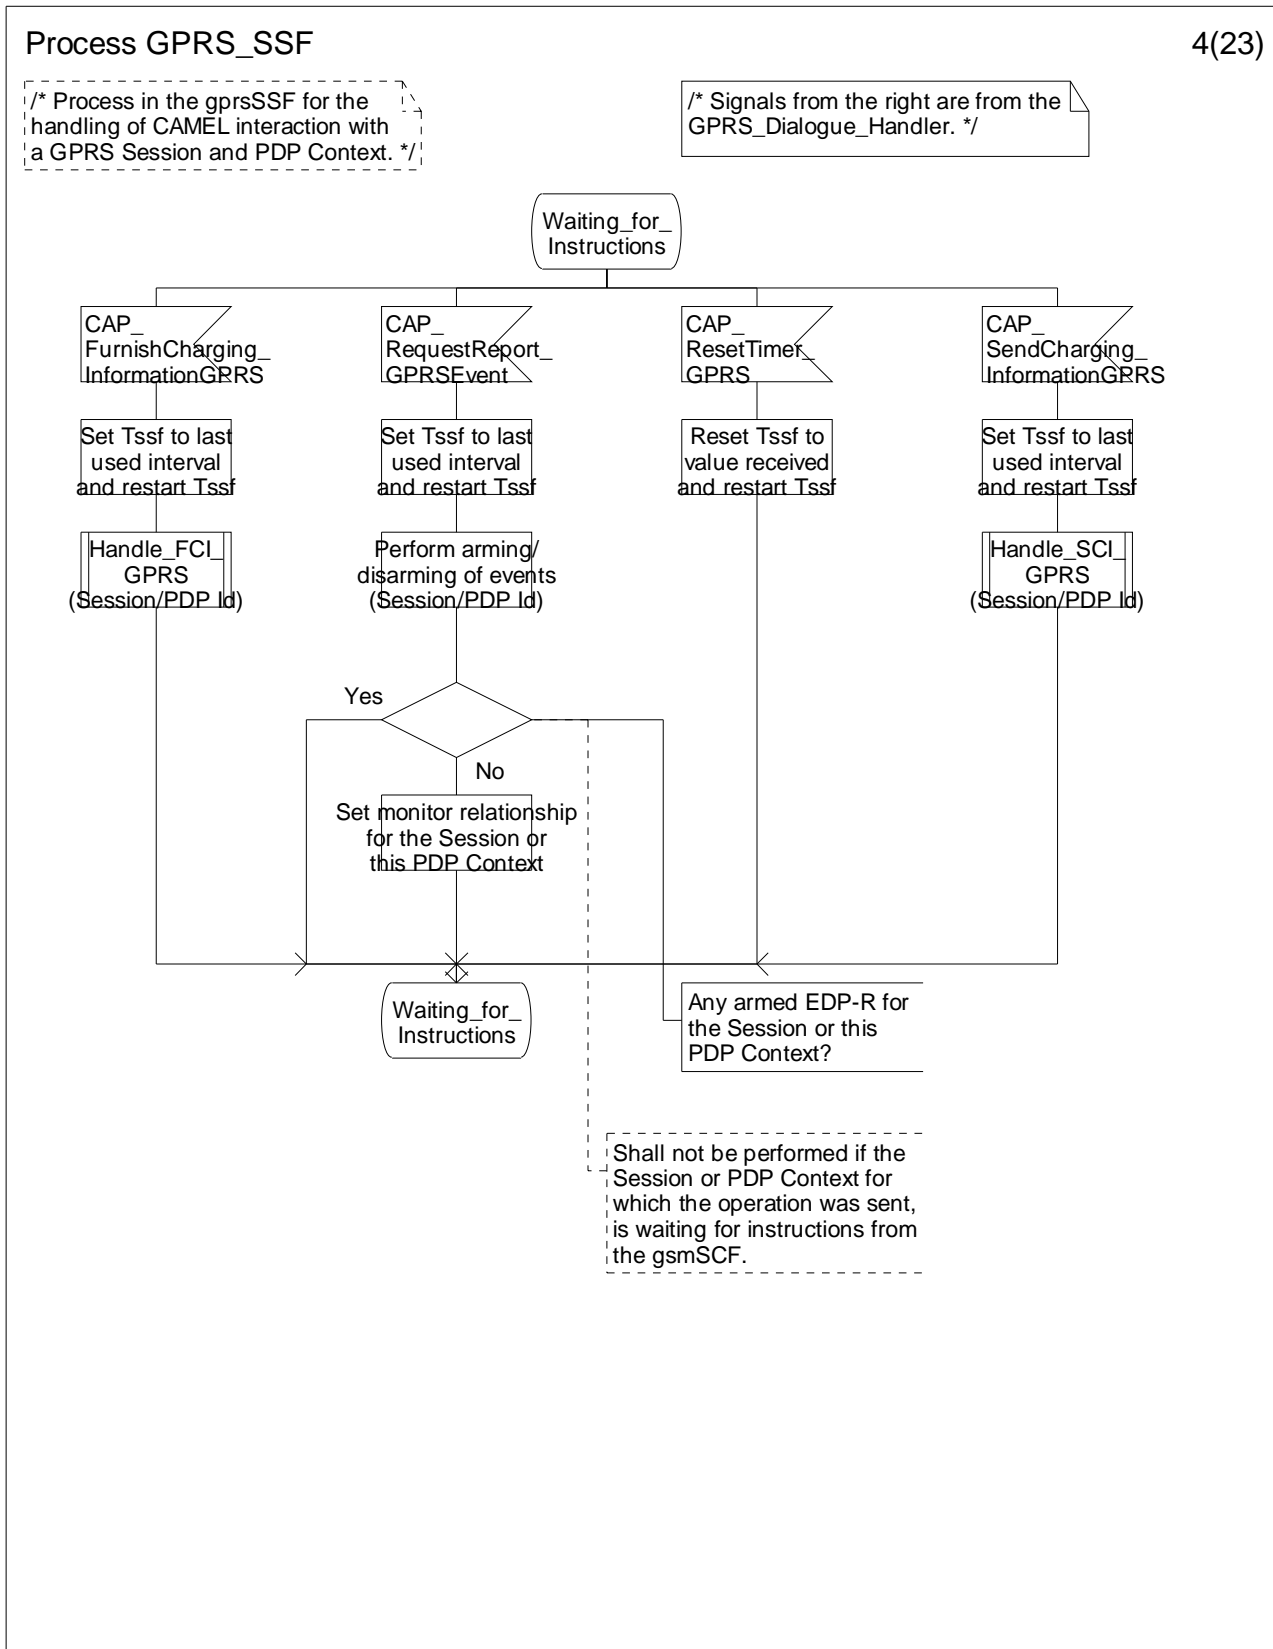 Process GPRS_SSF
4(23)
/* Process in the gprsSSF for the
handling of CAMEL interaction with
a GPRS Session and PDP Context. */
/* Signals from the right are from the
GPRS_Dialogue_Handler. */
Waiting_for_
Instructions
CAP_
FurnishCharging_
InformationGPRS
CAP_
RequestReport_
GPRSEvent
CAP_
ResetTimer_
GPRS
CAP_
SendCharging_
InformationGPRS
Set Tssf to last
used interval
and restart Tssf
Set Tssf to last
used interval
and restart Tssf
Reset Tssf to
value received
and restart Tssf
Set Tssf to last
used interval
and restart Tssf
Handle_FCI_
GPRS
(Session/PDP Id)
Perform arming/
disarming of events
(Session/PDP Id)
Handle_SCI_
GPRS
(Session/PDP Id)
Yes
No
Set monitor relationship
for the Session or
this PDP Context
Waiting_for_
Instructions
Any armed EDP-R for
the Session or this
PDP Context?
Shall not be performed if the
Session or PDP Context for
which the operation was sent,
is waiting for instructions from
the gsmSCF.